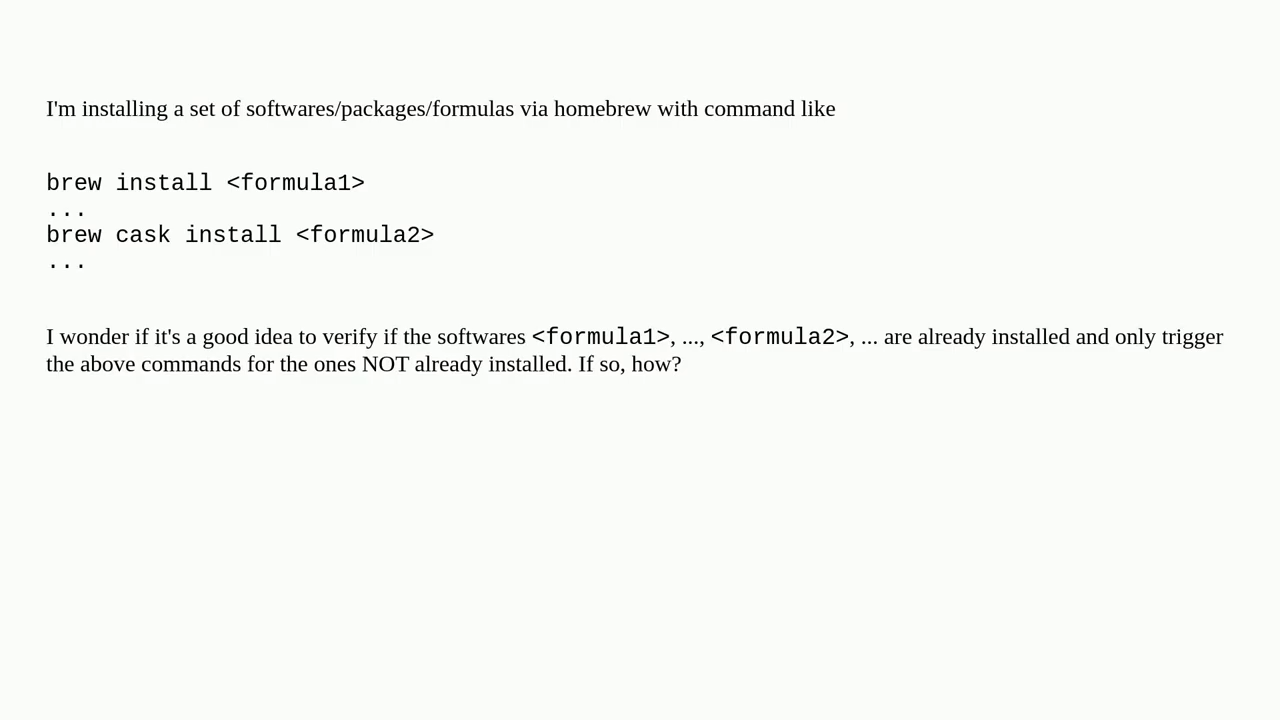 I'm installing a set of softwares/packages/formulas via homebrew with command like
brew install <formula1>
...
brew cask install <formula2>
...
I wonder if it's a good idea to verify if the softwares <formula1>, ..., <formula2>, ... are already installed and only trigger
the above commands for the ones NOT already installed. If so, how?